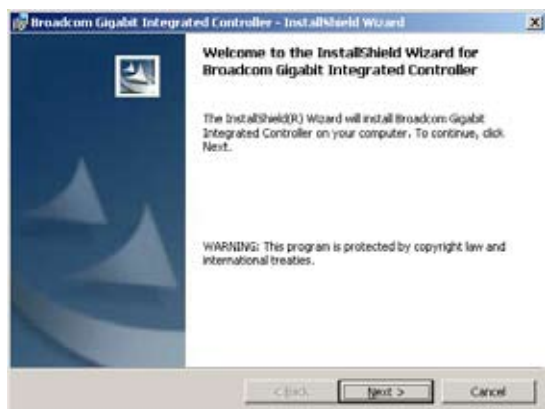 Broadcom Gigabit Integrated Controller - InstallShield Wizard
Welcome to the InstallShield Wizard for
Broadcom Gigabit Integrated Controller
The InstallShield(R) Wizard will install Broadcom Gigabit
Integrated Controller on your computer. To continue, click
Next.
WARNING: This program is protected by copyright law and
international treaties.
< Back
Next >
Cancel